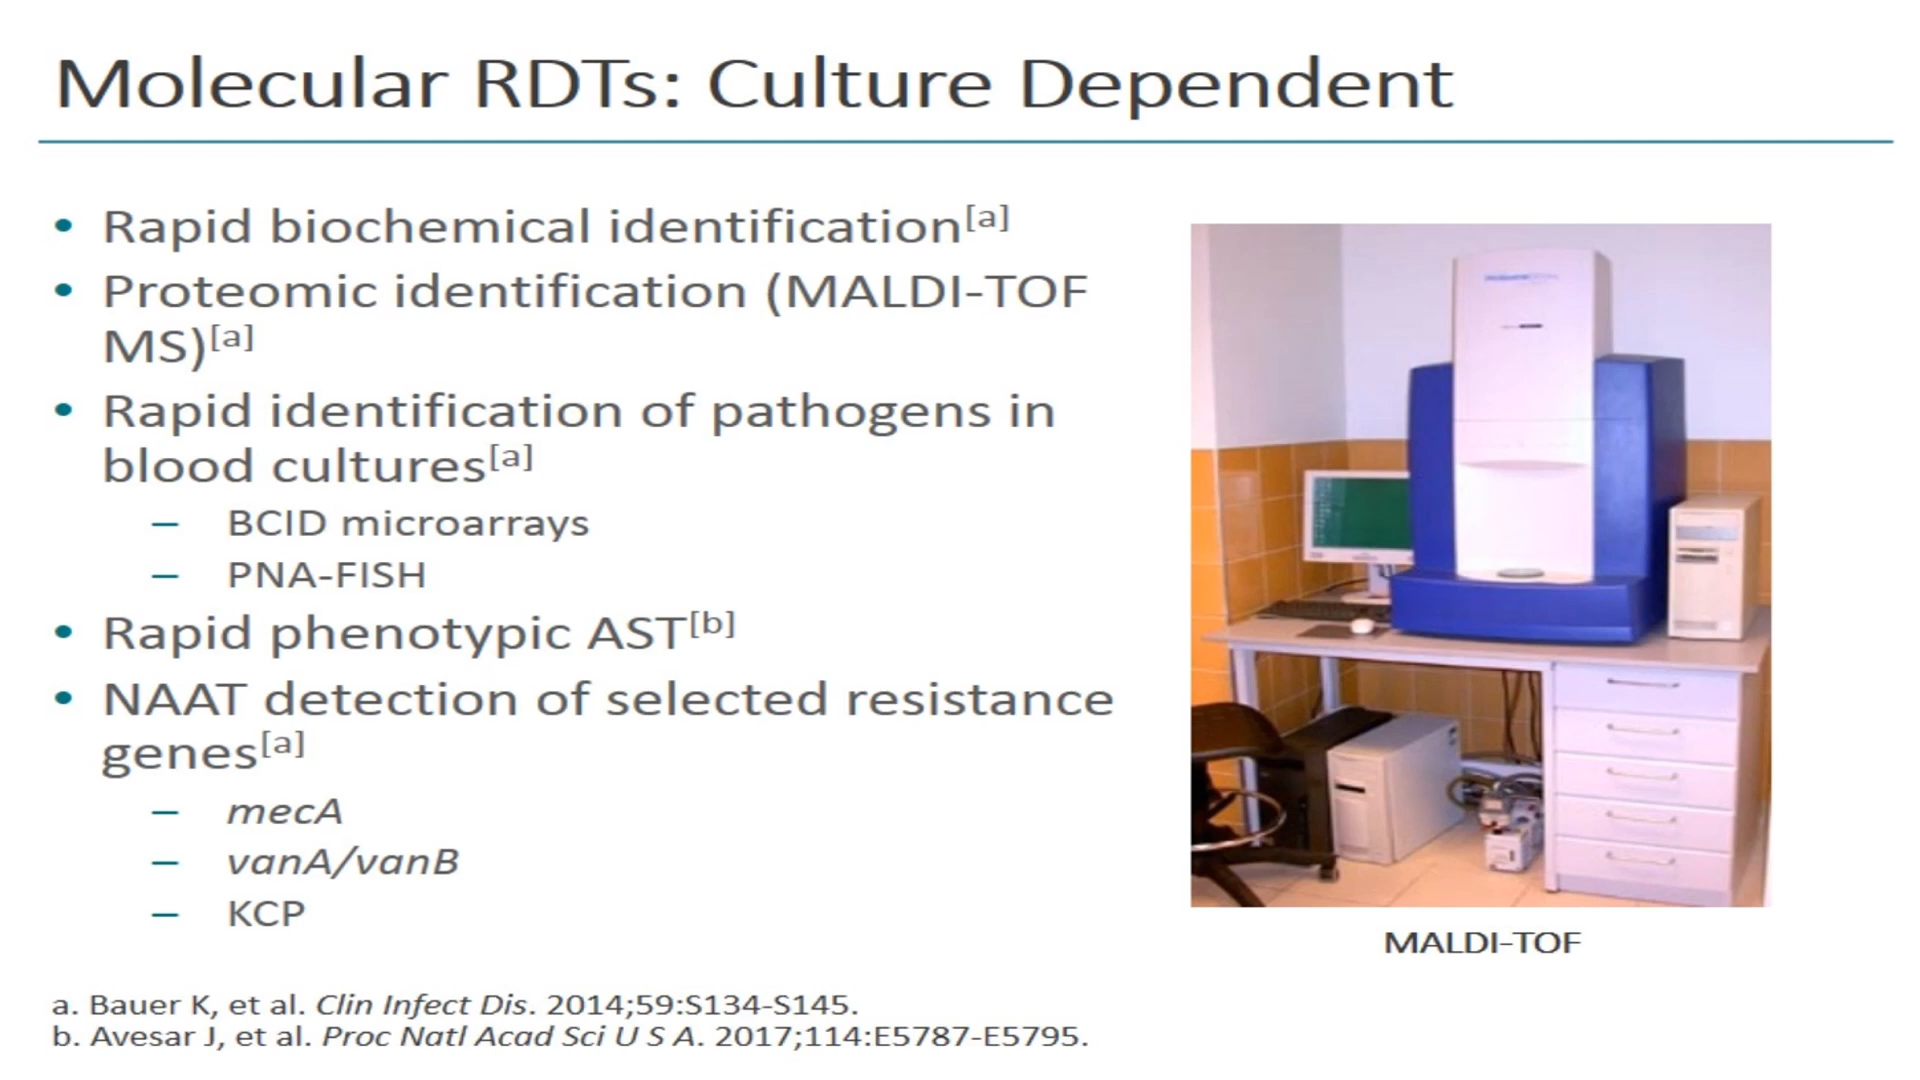 Molecular RDTs: Culture Dependent
• Rapid biochemical identification[a]
• Proteomic identification (MALDI-TOF
MS)[a]
• Rapid identification of pathogens in
blood cultures[a]
– BCID microarrays
– PNA-FISH
• Rapid phenotypic AST[b]
• NAAT detection of selected resistance
genes[a]
– mecA
– vanA/vanB
– KCP
MALDI-TOF
a. Bauer K, et al. Clin Infect Dis. 2014;59:S134-S145.
b. Avesar J, et al. Proc Natl Acad Sci U S A. 2017;114:E5787-E5795.